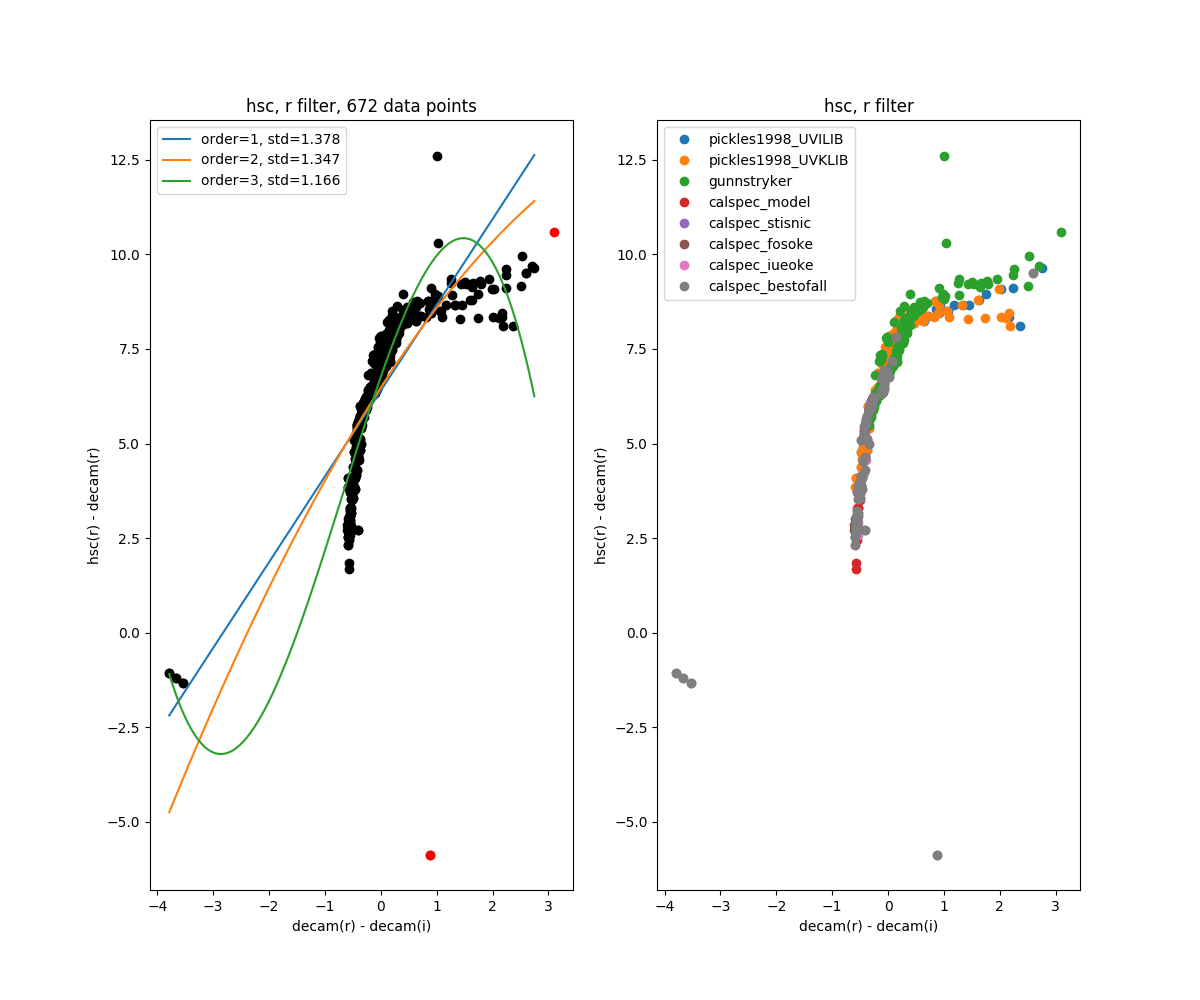 hsc, r filter, 672 data points
order=1, std=1.378
order=2, std=1.347
order=3, std=1.166
12.5
10.0
7.5
5.0
2.5
0.0
−2.5
−5.0
hsc(r) - decam(r)
−4 −3 −2 −1 0 1 2 3
decam(r) - decam(i)
hsc, r filter
pickles1998_UVILIB
pickles1998_UVKLIB
gunnstryker
calspec_model
calspec_stisnic
calspec_fosoke
calspec_iueoke
calspec_bestofall
12.5
10.0
7.5
5.0
2.5
0.0
−2.5
−5.0
hsc(r) - decam(r)
−4 −3 −2 −1 0 1 2 3
decam(r) - decam(i)